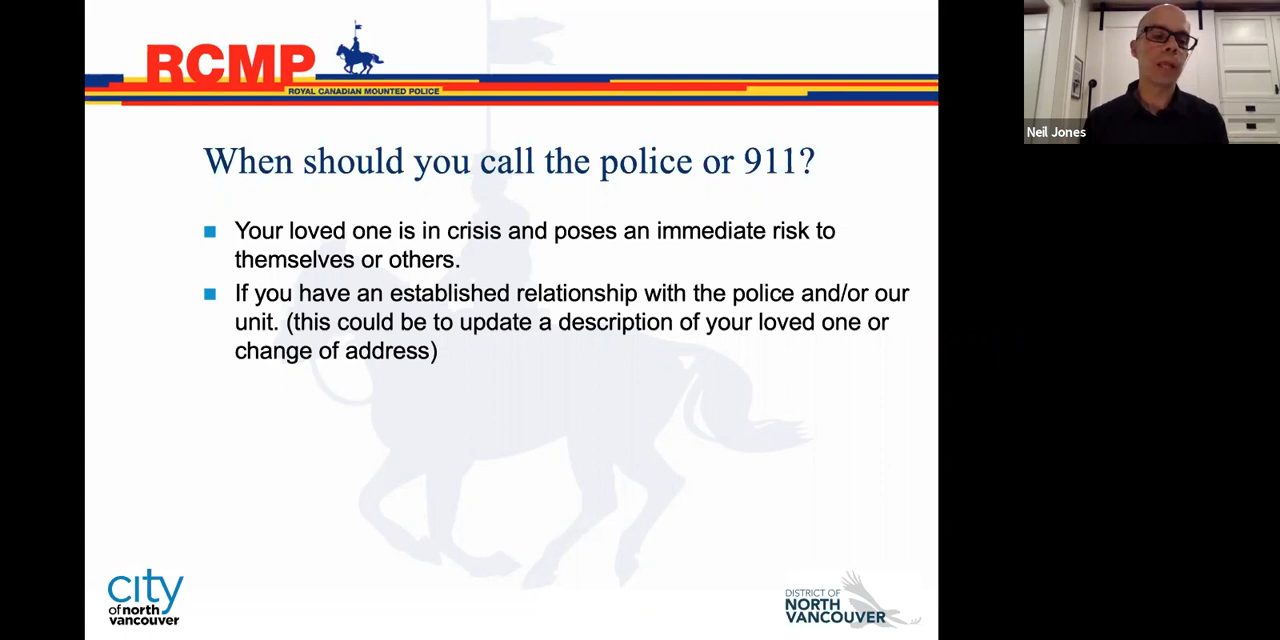 RCMP
ROYAL CANADIAN MOUNTED POLICE
Neil Jones
When should you call the police or 911?
Your loved one is in crisis and poses an immediate risk to
themselves or others.
If you have an established relationship with the police and/or our
unit. (this could be to update a description of your loved one or
change of address)
city
of north
vancouver
DISTRICT OF
NORTH
VANCOUVER